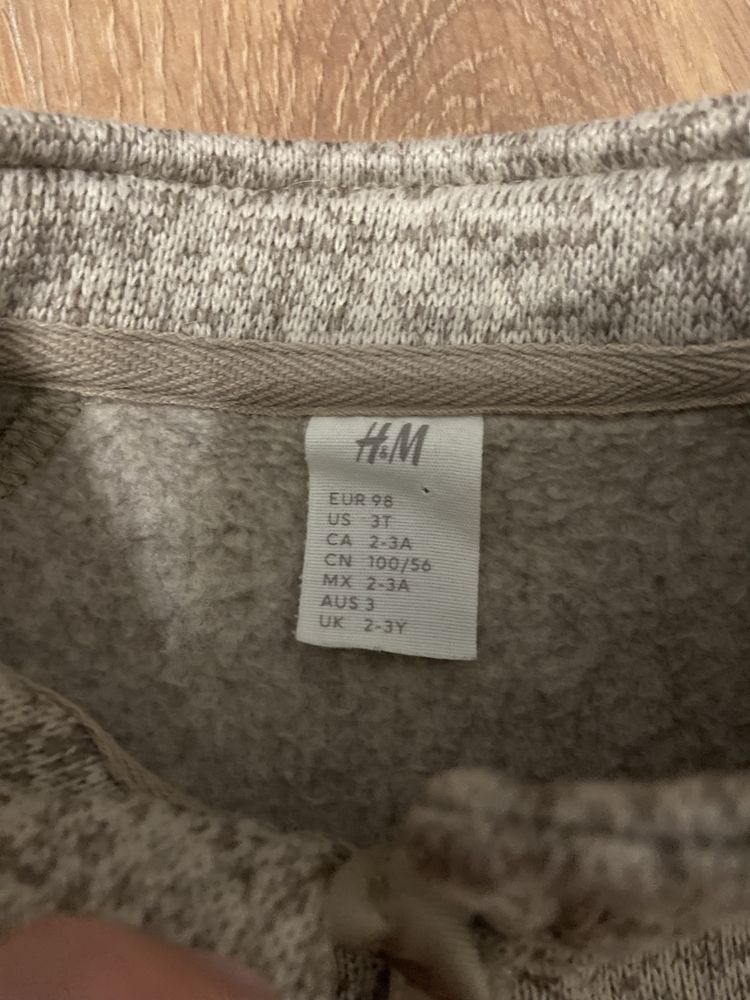 H&M
EUR 98
US 3T
CA 2-3A
CN 100/56
MX 2-3A
AUS 3
UK 2-3Y